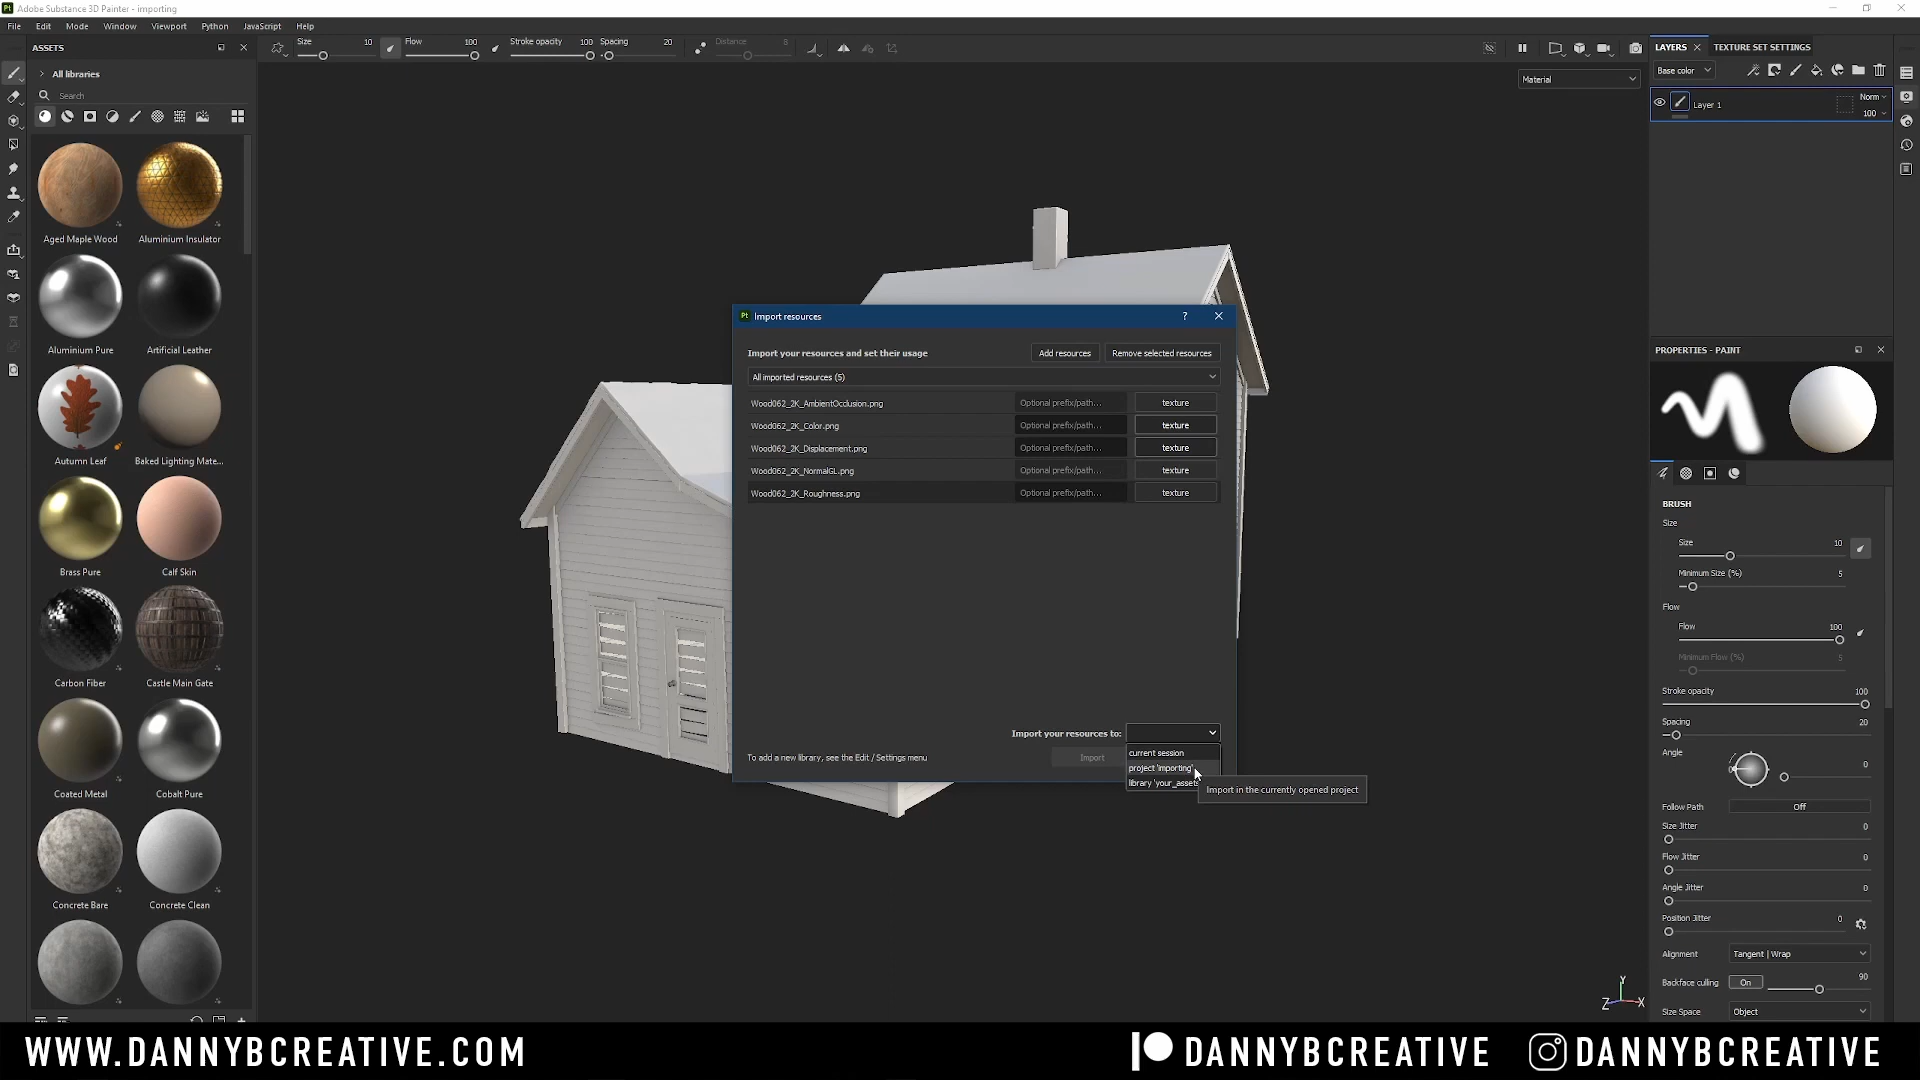 Adobe Substance 3D Painter - importing
File Edit Mode Window Viewport Python JavaScript Help
ASSETS
Size 10
Flow 100
Stroke opacity 100
Spacing 20
Distance 8
LAYERS
TEXTURE SET SETTINGS
All libraries
Search
Material
Base color
Layer 1
Norm
100
Aged Maple Wood
Aluminium Insulator
Aluminium Pure
Artificial Leather
Autumn Leaf
Baked Lighting Mate...
Brass Pure
Calf Skin
Carbon Fiber
Castle Main Gate
Coated Metal
Cobalt Pure
Concrete Bare
Concrete Clean
Pt Import resources ?
Import your resources and set their usage
Add resources
Remove selected resources
All imported resources (5)
Wood062_2K_AmbientOcclusion.png Optional prefix/path... texture
Wood062_2K_Color.png Optional prefix/path... texture
Wood062_2K_Displacement.png Optional prefix/path... texture
Wood062_2K_NormalGL.png Optional prefix/path... texture
Wood062_2K_Roughness.png Optional prefix/path... texture
Import your resources to:
To add a new library, see the Edit / Settings menu
Import
current session
project 'importing'
library 'your_assets
Import in the currently opened project
PROPERTIES - PAINT
BRUSH
Size
Size 10
Minimum Size (%) 5
Flow
Flow 100
Minimum Flow (%) 5
Stroke opacity 100
Spacing 20
Angle 0
Follow Path Off
Size Jitter 0
Flow Jitter 0
Angle Jitter 0
Position Jitter 0
Alignment Tangent | Wrap
Backface culling On 90
Size Space Object
Y
Z X
WWW.DANNYBCREATIVE.COM
DANNYBCREATIVE
DANNYBCREATIVE